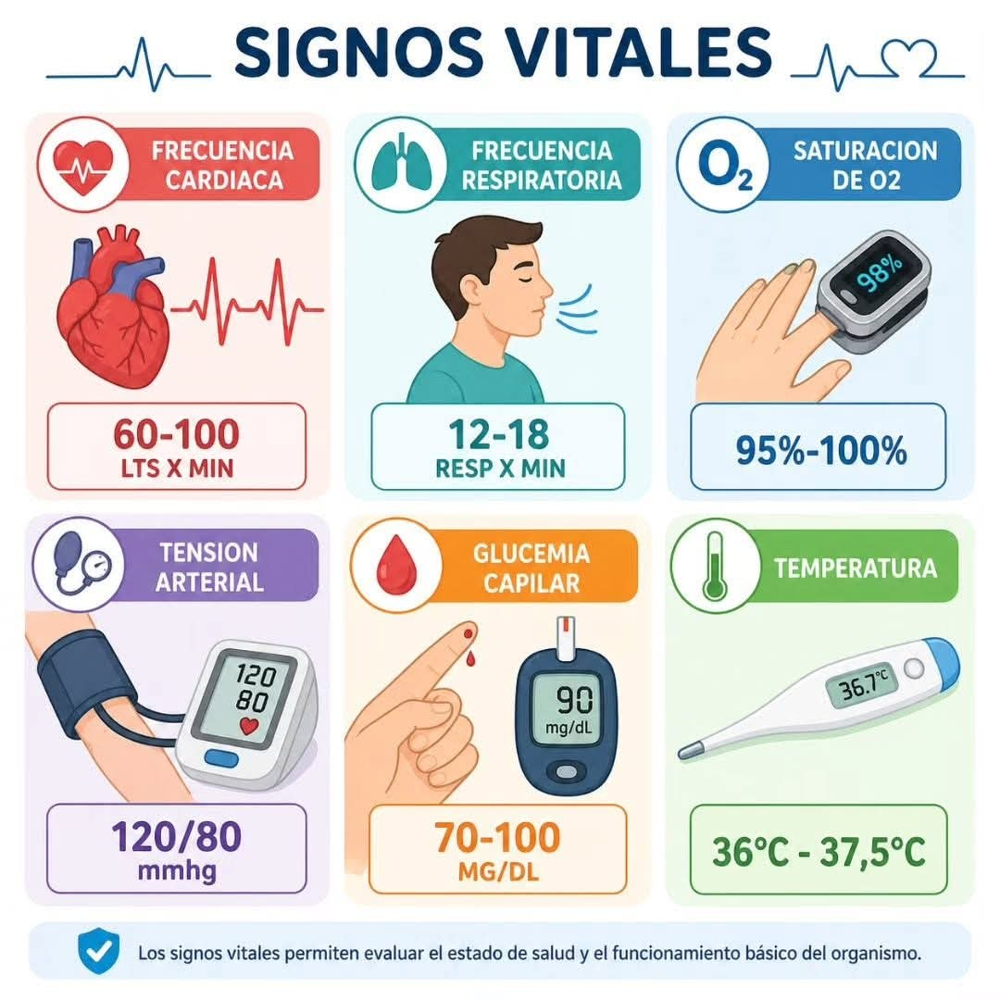 SIGNOS VITALES
FRECUENCIA
CARDIACA
60-100
LTS X MIN
FRECUENCIA
RESPIRATORIA
12-18
RESP X MIN
O2
SATURACION
DE O2
98%
95%-100%
TENSION
ARTERIAL
120
80
120/80
mmhg
GLUCEMIA
CAPILAR
90
mg/dL
70-100
MG/DL
TEMPERATURA
36.7°C
36°C - 37,5°C
Los signos vitales permiten evaluar el estado de salud y el funcionamiento básico del organismo.